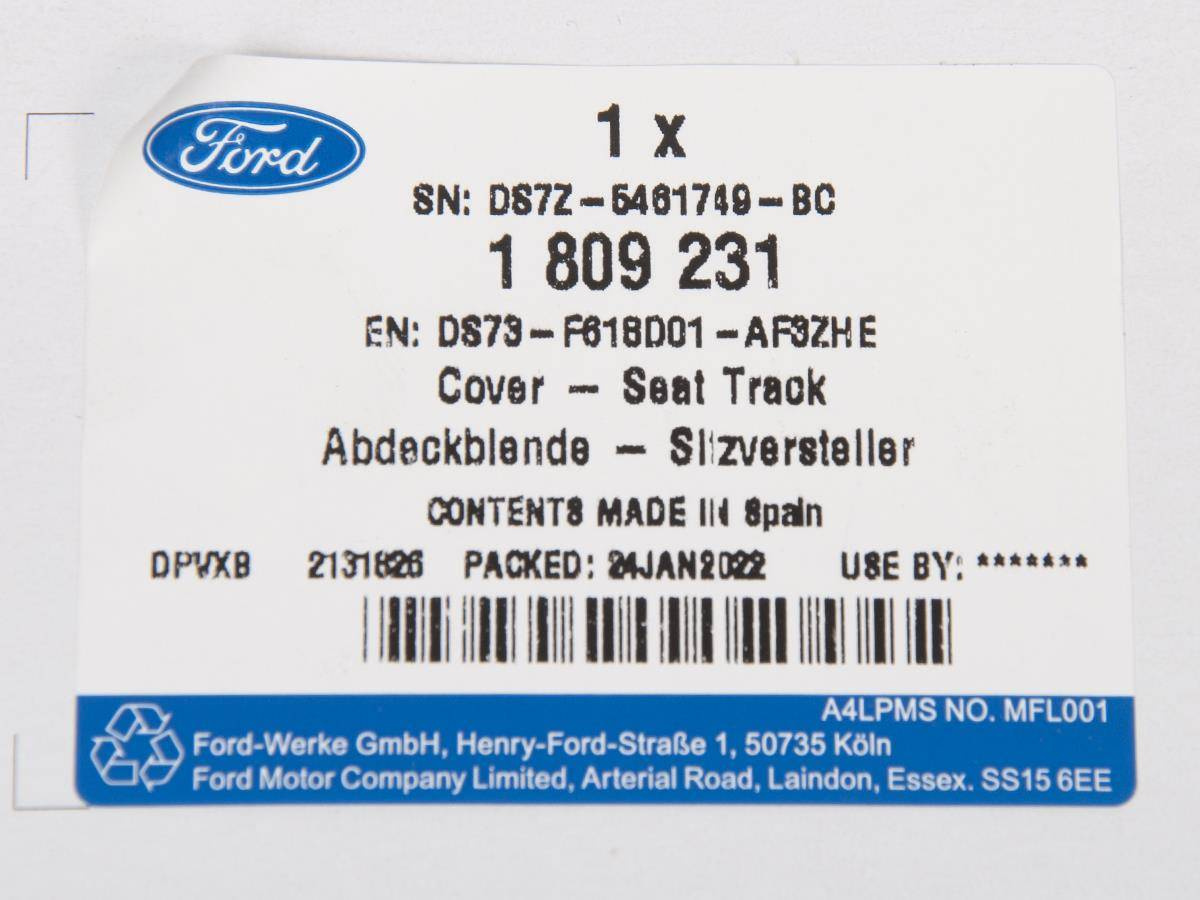 Ford
1 x
SN: DS7Z-5461749-BC
1 809 231
EN: DS73-F618D01-AF3ZHE
Cover - Seat Track
Abdeckblende - Sitzversteller
CONTENTS MADE IN Spain
DPVXB 2131626 PACKED: 24JAN2022 USE BY: *******
A4LPMS NO. MFL001
Ford-Werke GmbH, Henry-Ford-Straße 1, 50735 Köln
Ford Motor Company Limited, Arterial Road, Laindon, Essex. SS15 6EE